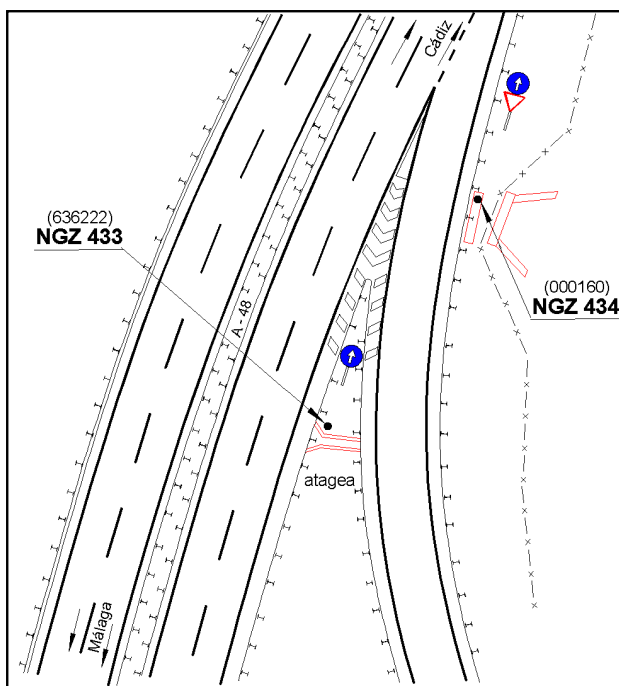 Cádiz
(636222)
NGZ 433
(000160)
NGZ 434
A - 48
atagea
Málaga